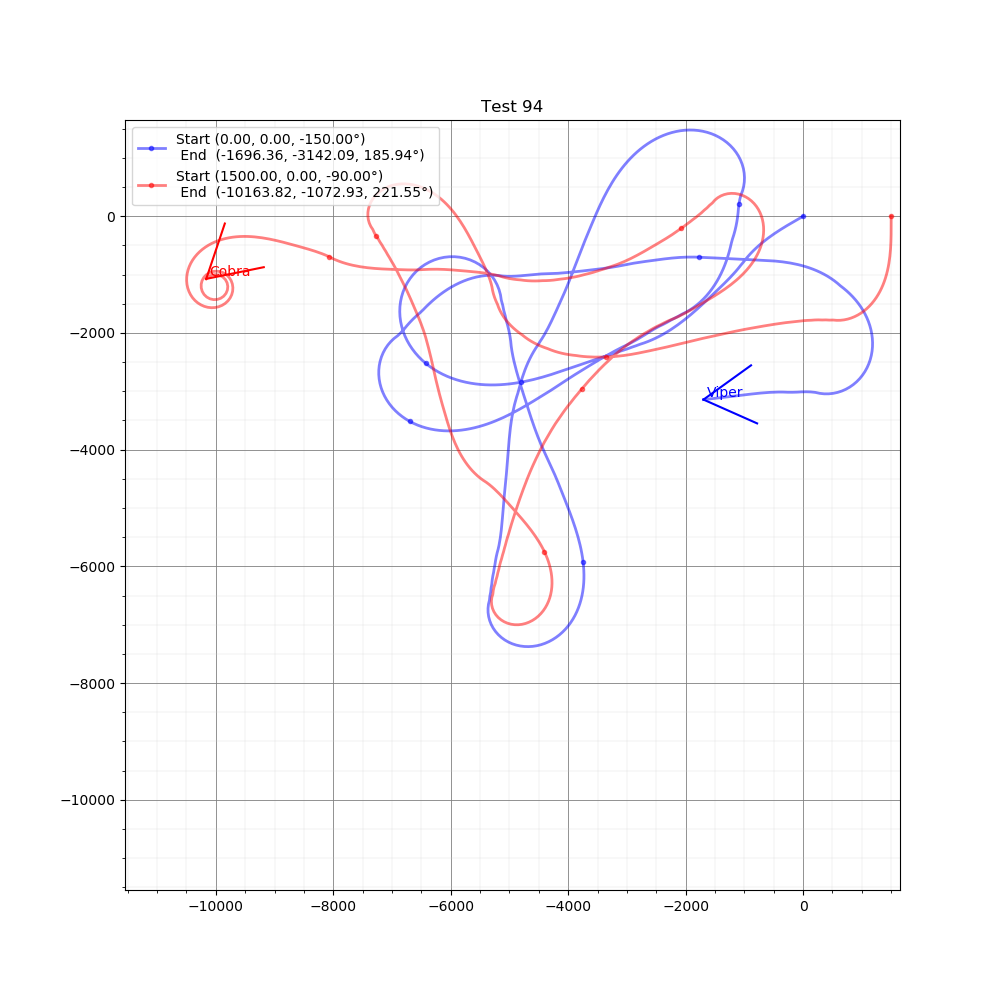 Test 94
Start (0.00, 0.00, -150.00°)
End (-1696.36, -3142.09, 185.94°)
Start (1500.00, 0.00, -90.00°)
End (-10163.82, -1072.93, 221.55°)
0
Cobra
−2000
Viper
−4000
−6000
−8000
−10000
−10000 −8000 −6000 −4000 −2000 0